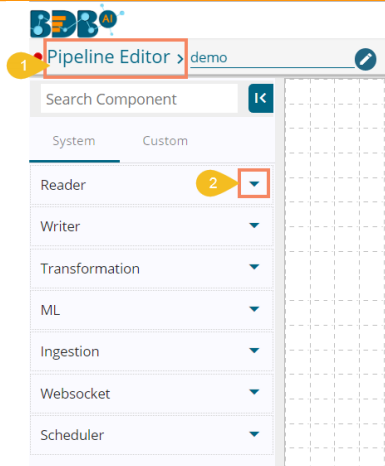 BDB AI
1 Pipeline Editor > demo
Search Component
System Custom
Reader 2
Writer
Transformation
ML
Ingestion
Websocket
Scheduler